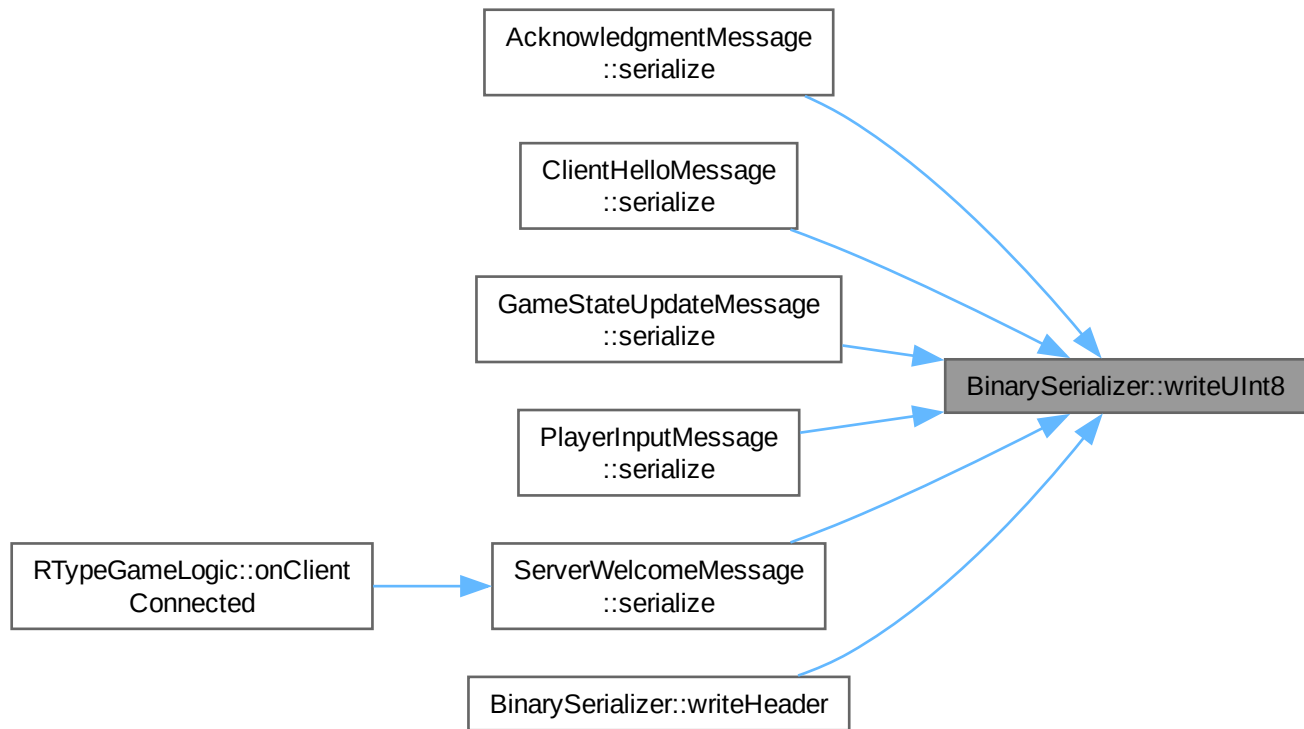 AcknowledgmentMessage
::serialize
ClientHelloMessage
::serialize
GameStateUpdateMessage
::serialize
BinarySerializer::writeUInt8
PlayerInputMessage
::serialize
RTypeGameLogic::onClient
Connected
ServerWelcomeMessage
::serialize
BinarySerializer::writeHeader